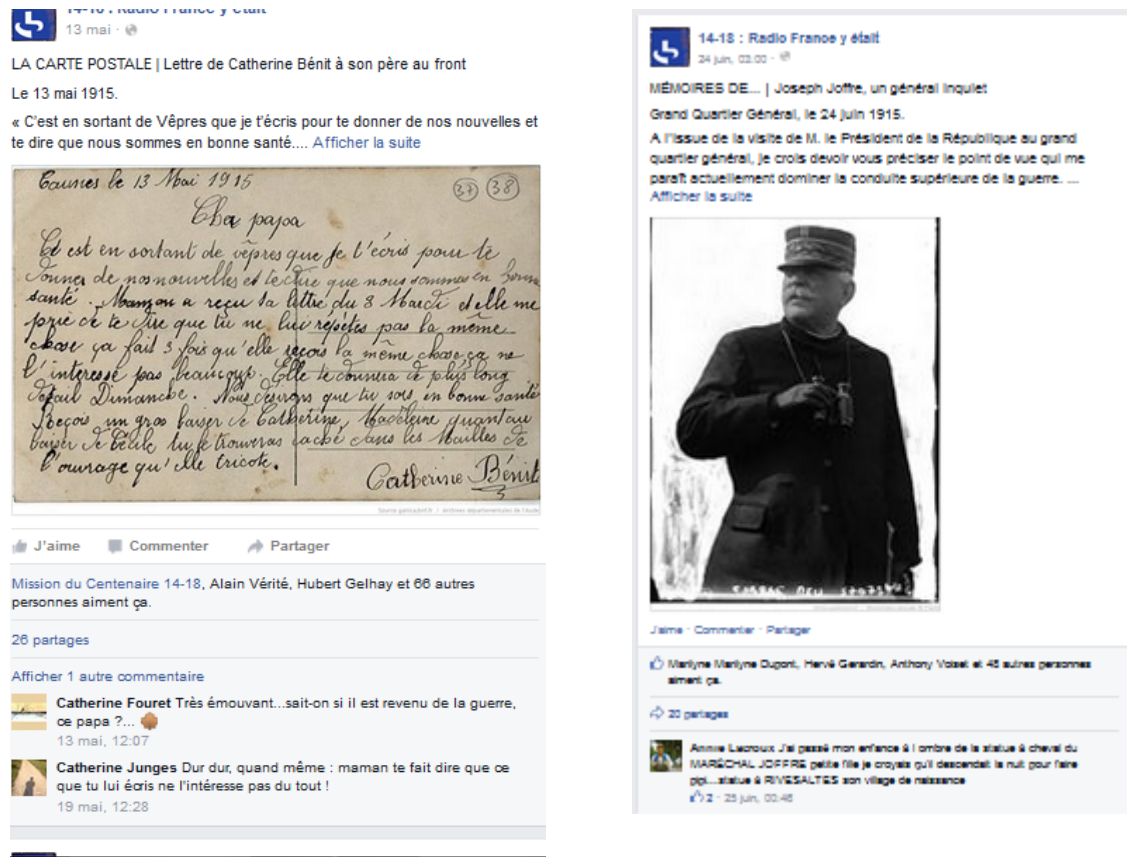 14-18 : Radio France y était
13 mai ·
LA CARTE POSTALE | Lettre de Catherine Bénit à son père au front
Le 13 mai 1915.
« C'est en sortant de Vêpres que je t'écris pour te donner de nos nouvelles et
te dire que nous sommes en bonne santé.... Afficher la suite
Caunes le 13 Mai 1915
37 38
Cher papa
C'est en sortant de vêpres que je t'écris pour te
donner de nos nouvelles et te dire que nous sommes en bonne
santé. Maman a reçu ta lettre du 8 Mardi et elle me
prie de te dire que tu ne lui répètes pas la même
chose ça fait 3 fois qu'elle reçois la même chose ça ne
l'interesse pas beaucoup. Elle te donnera de plus long
détail Dimanche. Nous désirons que tu sois en bonne santé
Reçois un gros baiser de Catherine, Madeleine quant au
baiser de Cécile tu le trouveras caché dans les Mailles de
l'ouvrage qu'elle tricote.
Catherine Bénit
Source gallica.bnf.fr / Archives départementales de l'Aude
J'aime Commenter Partager
Mission du Centenaire 14-18, Alain Vérité, Hubert Gelhay et 66 autres
personnes aiment ça.
26 partages
Afficher 1 autre commentaire
Catherine Fouret Très émouvant...sait-on si il est revenu de la guerre,
ce papa ?...
13 mai, 12:07
Catherine Junges Dur dur, quand même : maman te fait dire que ce
que tu lui écris ne l'intéresse pas du tout !
19 mai, 12:28
14-18 : Radio France y était
24 juin, 03:00 ·
MÉMOIRES DE... | Joseph Joffre, un général inquiet
Grand Quartier Général, le 24 juin 1915.
A l'issue de la visite de M. le Président de la République au grand
quartier général, je crois devoir vous préciser le point de vue qui me
paraît actuellement dominer la conduite supérieure de la guerre. ...
Afficher la suite
J'aime · Commenter · Partager
Marilyne Marilyne Dupont, Hervé Gerardin, Anthony Voiset et 45 autres personnes
aiment ça.
20 partages
Annie Lacroux J'ai passé mon enfance à l ombre de la statue à cheval du
MARÉCHAL JOFFRE petite fille je croyais qu'il descendait la nuit pour faire
pipi...statue à RIVESALTES son village de naissance
2 · 25 juin, 00:46